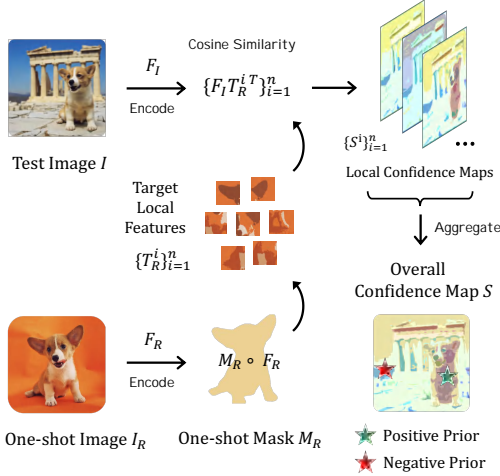 Cosine Similarity
F_I
Encode
{F_I T_R^{i T}}_{i=1}^n
Test Image I
{S^i}_{i=1}^n
...
Local Confidence Maps
Target
Local
Features
{T_R^i}_{i=1}^n
Aggregate
Overall
Confidence Map S
F_R
Encode
M_R ∘ F_R
One-shot Image I_R
One-shot Mask M_R
Positive Prior
Negative Prior